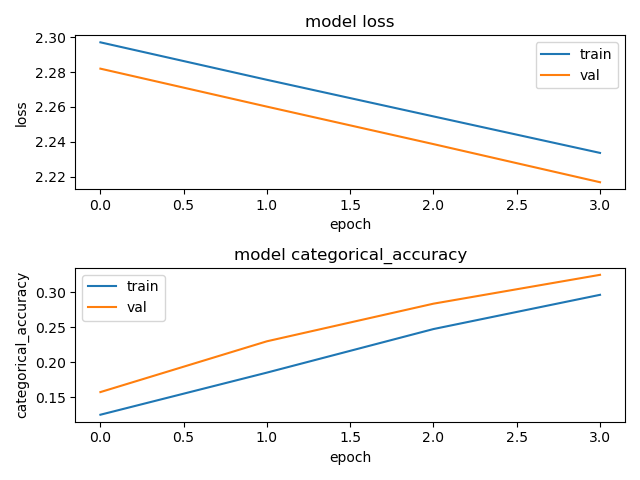 model loss
2.30
2.28
2.26
2.24
2.22
loss
train
val
0.0 0.5 1.0 1.5 2.0 2.5 3.0
epoch
model categorical_accuracy
0.30
0.25
0.20
0.15
categorical_accuracy
train
val
0.0 0.5 1.0 1.5 2.0 2.5 3.0
epoch